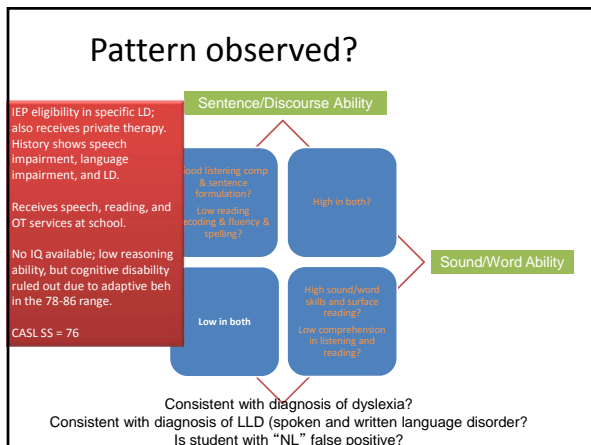 Pattern observed?
Sentence/Discourse Ability
IEP eligibility in specific LD;
also receives private therapy.
History shows speech
impairment, language
impairment, and LD.
Receives speech, reading, and
OT services at school.
No IQ available; low reasoning
ability, but cognitive disability
ruled out due to adaptive beh
in the 78-86 range.
CASL SS = 76
ood listening comp
& sentence
formulation?
Low reading
ecoding & fluency &
spelling?
High in both?
Sound/Word Ability
Low in both
High sound/word
skills and surface
reading?
Low comprehension
in listening and
reading?
Consistent with diagnosis of dyslexia?
Consistent with diagnosis of LLD (spoken and written language disorder?
Is student with “NL” false positive?